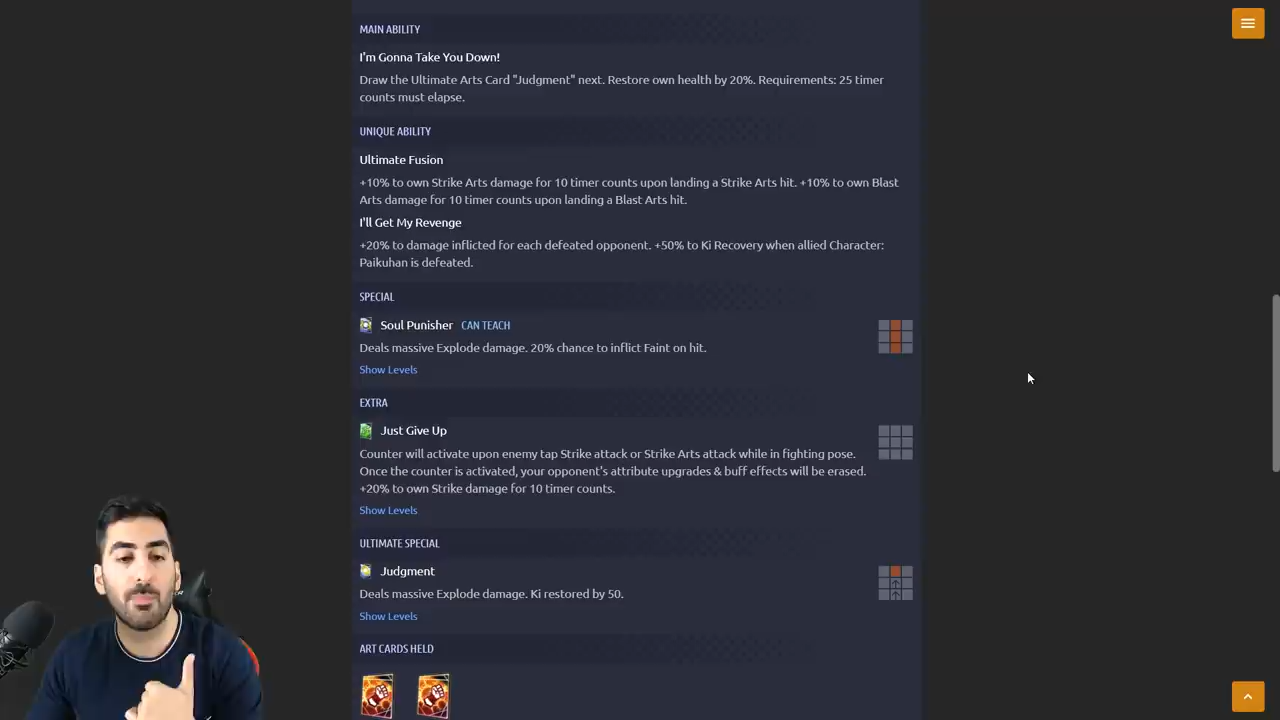 MAIN ABILITY
I'm Gonna Take You Down!
Draw the Ultimate Arts Card "Judgment" next. Restore own health by 20%. Requirements: 25 timer
counts must elapse.
UNIQUE ABILITY
Ultimate Fusion
+10% to own Strike Arts damage for 10 timer counts upon landing a Strike Arts hit. +10% to own Blast
Arts damage for 10 timer counts upon landing a Blast Arts hit.
I'll Get My Revenge
+20% to damage inflicted for each defeated opponent. +50% to Ki Recovery when allied Character:
Paikuhan is defeated.
SPECIAL
Soul Punisher CAN TEACH
Deals massive Explode damage. 20% chance to inflict Faint on hit.
Show Levels
EXTRA
Just Give Up
Counter will activate upon enemy tap Strike attack or Strike Arts attack while in fighting pose.
Once the counter is activated, your opponent's attribute upgrades & buff effects will be erased.
+20% to own Strike damage for 10 timer counts.
Show Levels
ULTIMATE SPECIAL
Judgment
Deals massive Explode damage. Ki restored by 50.
Show Levels
ART CARDS HELD